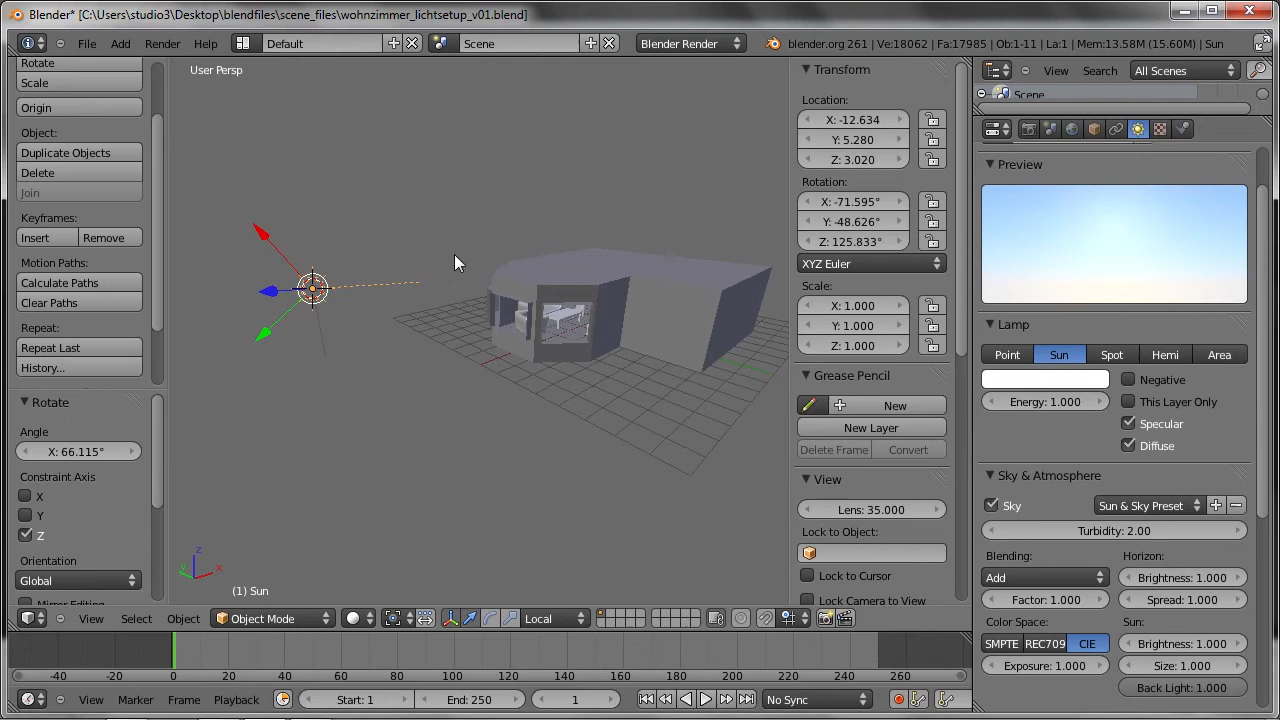 Blender* [C:\Users\studio3\Desktop\blendfiles\scene_files\wohnzimmer_lichtsetup_v01.blend]
File Add Render Help Default Scene Blender Render blender.org 261 | Ve:18062 | Fa:17985 | Ob:1-11 | La:1 | Mem:13.58M (15.60M) | Sun
Rotate
Scale
Origin
Object:
Duplicate Objects
Delete
Join
Keyframes:
Insert Remove
Motion Paths:
Calculate Paths
Clear Paths
Repeat:
Repeat Last
History...
Rotate
Angle
X: 66.115°
Constraint Axis
X
Y
Z
Orientation
Global
Mirror Editing
User Persp
z
y x
(1) Sun
Transform
Location:
X: -12.634
Y: 5.280
Z: 3.020
Rotation:
X: -71.595°
Y: -48.626°
Z: 125.833°
XYZ Euler
Scale:
X: 1.000
Y: 1.000
Z: 1.000
Grease Pencil
New
New Layer
Delete Frame Convert
View
Lens: 35.000
Lock to Object:
Lock to Cursor
Lock Camera to View
View Search All Scenes
Scene
Preview
Lamp
Point Sun Spot Hemi Area
Negative
Energy: 1.000 This Layer Only
Specular
Diffuse
Sky & Atmosphere
Sky Sun & Sky Preset
Turbidity: 2.00
Blending: Horizon:
Add Brightness: 1.000
Factor: 1.000 Spread: 1.000
Color Space: Sun:
SMPTE REC709 CIE Brightness: 1.000
Exposure: 1.000 Size: 1.000
Back Light: 1.000
View Select Object Object Mode Local
-40 -20 0 20 40 60 80 100 120 140 160 180 200 220 240 260
View Marker Frame Playback Start: 1 End: 250 1 No Sync